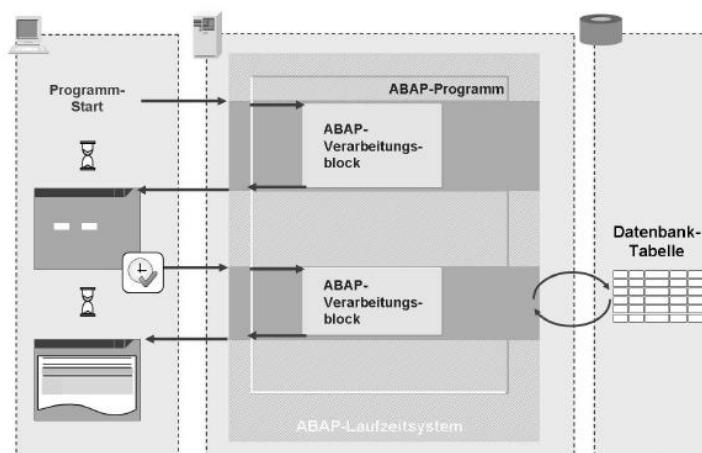 Programm-
Start
ABAP-Programm
ABAP-
Verarbeitungs-
block
Datenbank-
Tabelle
ABAP-
Verarbeitungs-
block
ABAP-Laufzeitsystem